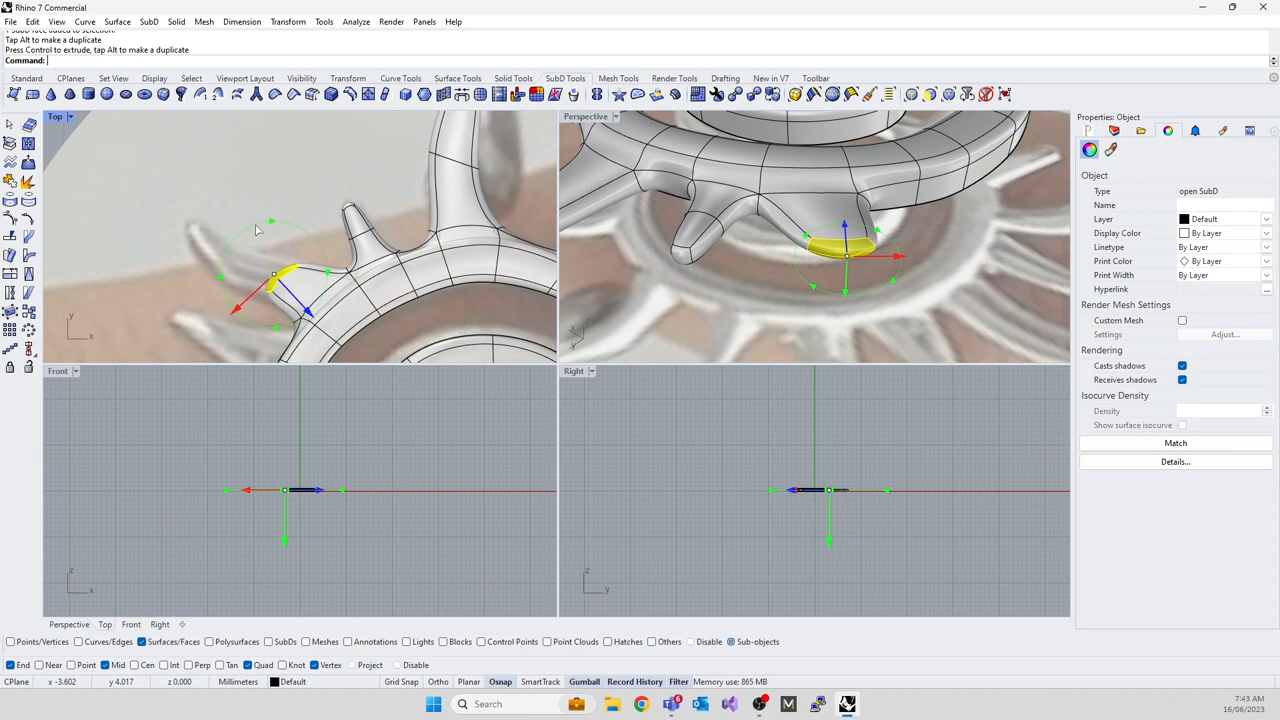 Rhino 7 Commercial
File Edit View Curve Surface SubD Solid Mesh Dimension Transform Tools Analyze Render Panels Help
1 SubD face added to selection.
Tap Alt to make a duplicate
Press Control to extrude, tap Alt to make a duplicate
Command:
Standard CPlanes Set View Display Select Viewport Layout Visibility Transform Curve Tools Surface Tools Solid Tools SubD Tools Mesh Tools Render Tools Drafting New in V7 Toolbar
Top
Perspective
Properties: Object
Object
Type open SubD
Name
Layer Default
Display Color By Layer
Linetype By Layer
Print Color By Layer
Print Width By Layer
Hyperlink ...
Render Mesh Settings
Custom Mesh
Settings Adjust...
Rendering
Casts shadows
Receives shadows
Isocurve Density
Density
Show surface isocurve
Match
Details...
y
x
Front
Right
z
x
z
y
Perspective Top Front Right
Points/Vertices Curves/Edges Surfaces/Faces Polysurfaces SubDs Meshes Annotations Lights Blocks Control Points Point Clouds Hatches Others Disable Sub-objects
End Near Point Mid Cen Int Perp Tan Quad Knot Vertex Project Disable
CPlane x -3.602 y 4.017 z 0.000 Millimeters Default Grid Snap Ortho Planar Osnap SmartTrack Gumball Record History Filter Memory use: 865 MB
Search
7:43 AM
16/06/2023